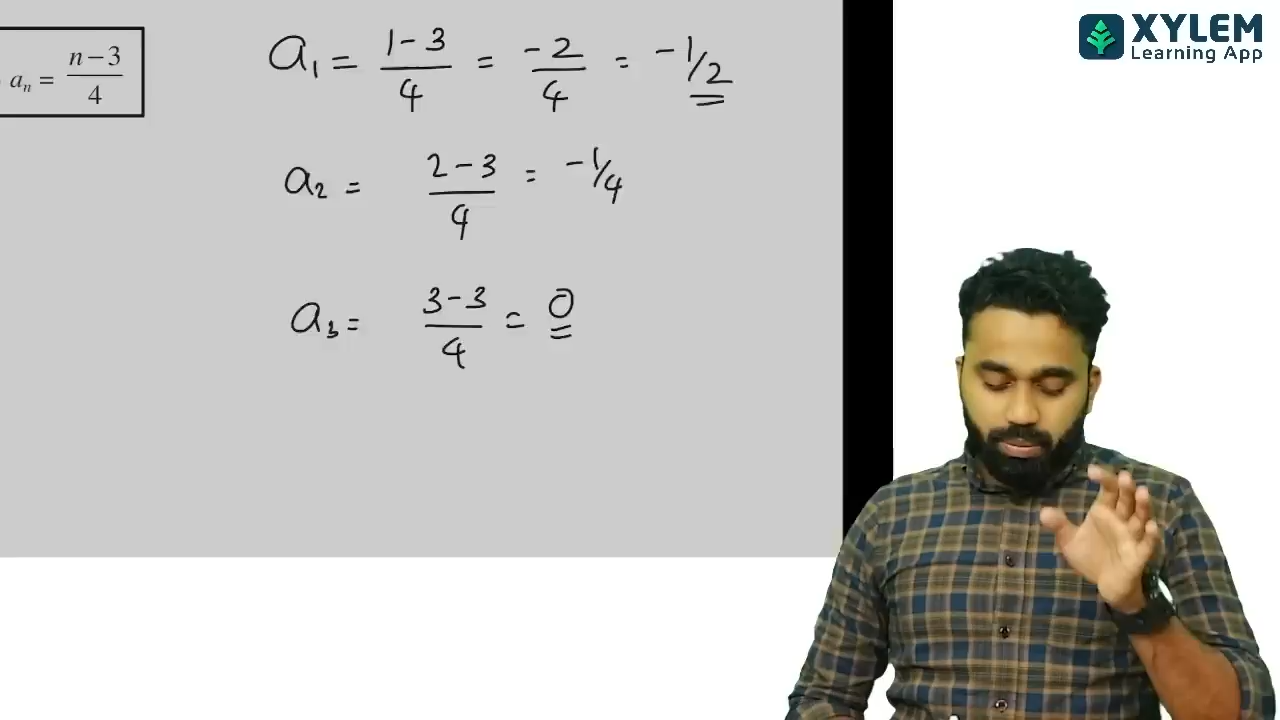 XYLEM
Learning App
aₙ = (n−3)/4
a₁ = (1-3)/4 = -2/4 = -1/2
a₂ = (2-3)/4 = -1/4
a₃ = (3-3)/4 = 0